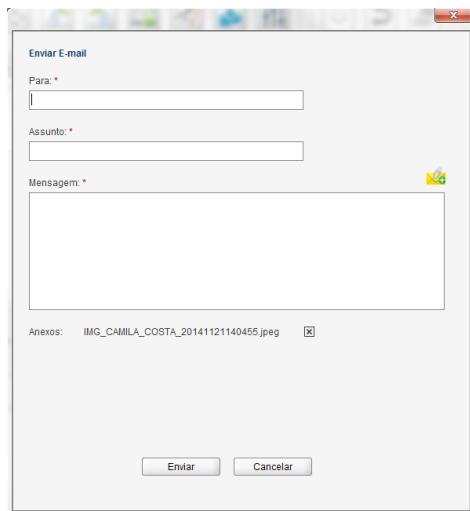 Enviar E-mail
Para: *
Assunto: *
Mensagem: *
Anexos: IMG_CAMILA_COSTA_20141121140455.jpeg
Enviar Cancelar